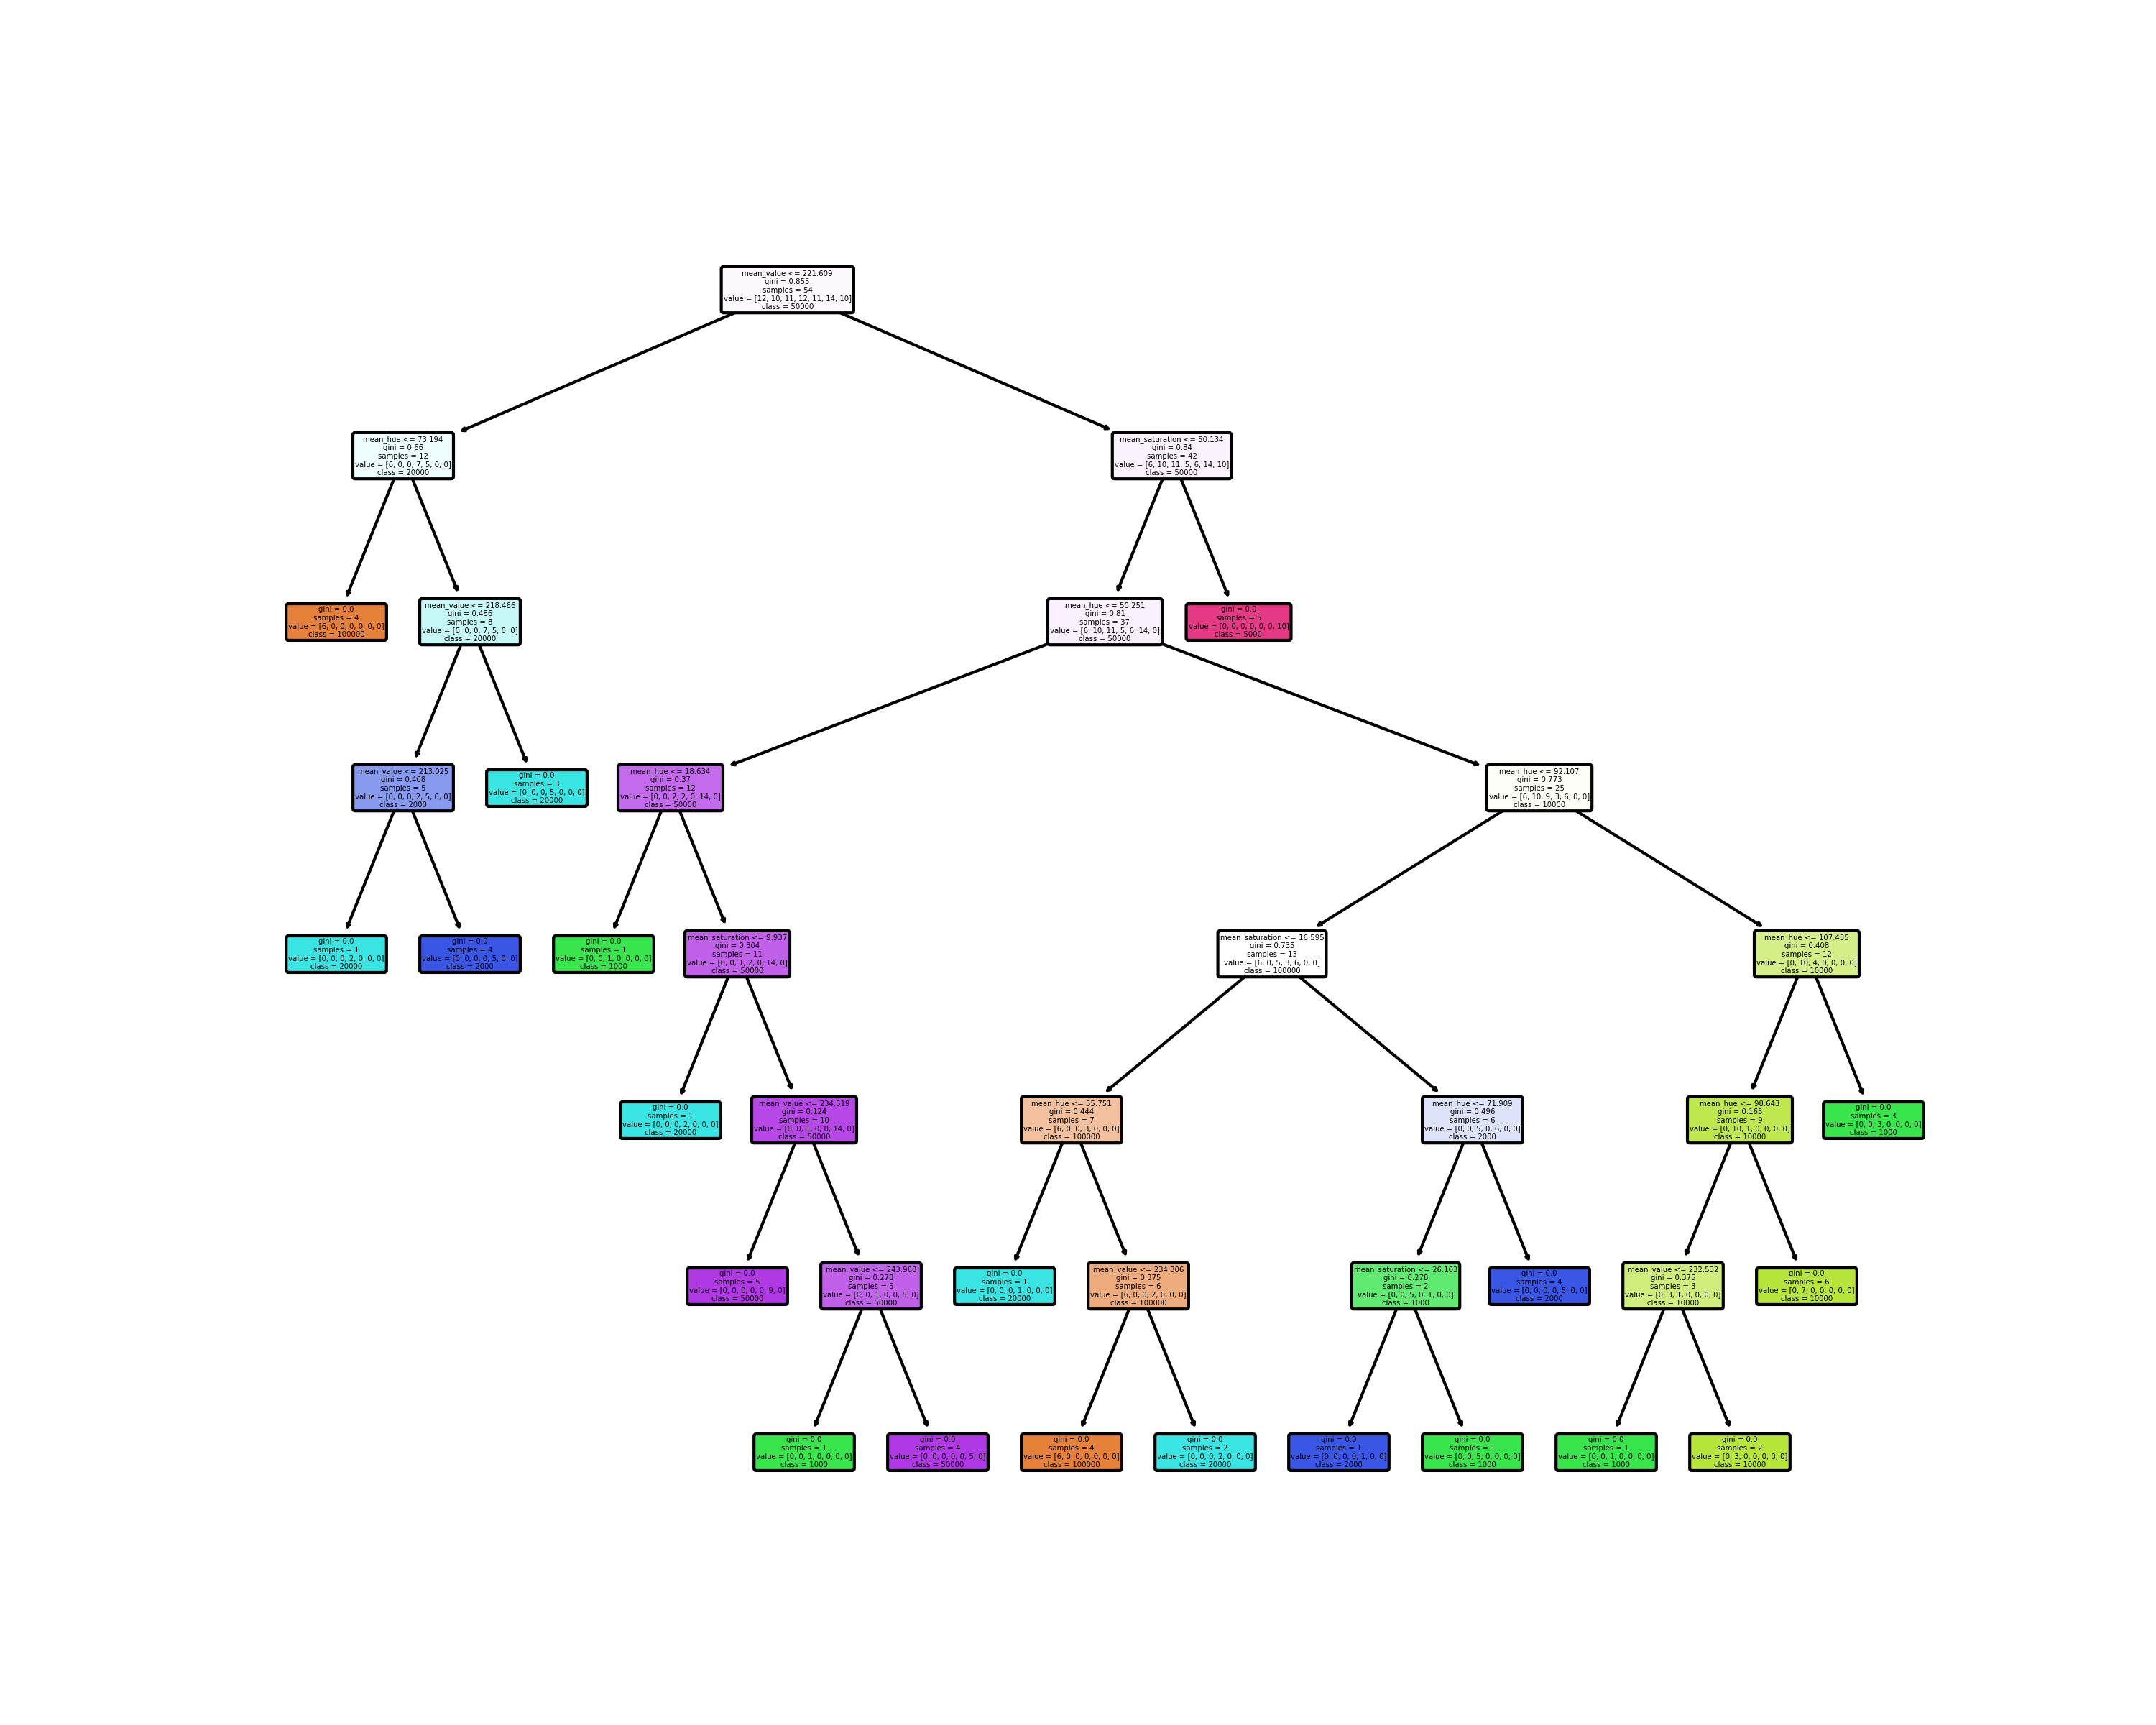 mean_value <= 221.609
gini = 0.855
samples = 54
value = [12, 10, 11, 12, 11, 14, 10]
class = 50000
mean_hue <= 73.194
gini = 0.66
samples = 12
value = [6, 0, 0, 7, 5, 0, 0]
class = 20000
mean_saturation <= 50.134
gini = 0.84
samples = 42
value = [6, 10, 11, 5, 6, 14, 10]
class = 50000
gini = 0.0
samples = 4
value = [6, 0, 0, 0, 0, 0, 0]
class = 100000
mean_value <= 218.466
gini = 0.486
samples = 8
value = [0, 0, 0, 7, 5, 0, 0]
class = 20000
mean_hue <= 50.251
gini = 0.81
samples = 37
value = [6, 10, 11, 5, 6, 14, 0]
class = 50000
gini = 0.0
samples = 5
value = [0, 0, 0, 0, 0, 0, 10]
class = 5000
mean_value <= 213.025
gini = 0.408
samples = 5
value = [0, 0, 0, 2, 5, 0, 0]
class = 2000
gini = 0.0
samples = 3
value = [0, 0, 0, 5, 0, 0, 0]
class = 20000
mean_hue <= 18.634
gini = 0.37
samples = 12
value = [0, 0, 2, 2, 0, 14, 0]
class = 50000
mean_hue <= 92.107
gini = 0.773
samples = 25
value = [6, 10, 9, 3, 6, 0, 0]
class = 10000
gini = 0.0
samples = 1
value = [0, 0, 0, 2, 0, 0, 0]
class = 20000
gini = 0.0
samples = 4
value = [0, 0, 0, 0, 5, 0, 0]
class = 2000
gini = 0.0
samples = 1
value = [0, 0, 1, 0, 0, 0, 0]
class = 1000
mean_saturation <= 9.937
gini = 0.304
samples = 11
value = [0, 0, 1, 2, 0, 14, 0]
class = 50000
mean_saturation <= 16.595
gini = 0.735
samples = 13
value = [6, 0, 5, 3, 6, 0, 0]
class = 100000
mean_hue <= 107.435
gini = 0.408
samples = 12
value = [0, 10, 4, 0, 0, 0, 0]
class = 10000
gini = 0.0
samples = 1
value = [0, 0, 0, 2, 0, 0, 0]
class = 20000
mean_value <= 234.519
gini = 0.124
samples = 10
value = [0, 0, 1, 0, 0, 14, 0]
class = 50000
mean_hue <= 55.751
gini = 0.444
samples = 7
value = [6, 0, 0, 3, 0, 0, 0]
class = 100000
mean_hue <= 71.909
gini = 0.496
samples = 6
value = [0, 0, 5, 0, 6, 0, 0]
class = 2000
mean_hue <= 98.643
gini = 0.165
samples = 9
value = [0, 10, 1, 0, 0, 0, 0]
class = 10000
gini = 0.0
samples = 3
value = [0, 0, 3, 0, 0, 0, 0]
class = 1000
gini = 0.0
samples = 5
value = [0, 0, 0, 0, 0, 9, 0]
class = 50000
mean_value <= 243.968
gini = 0.278
samples = 5
value = [0, 0, 1, 0, 0, 5, 0]
class = 50000
gini = 0.0
samples = 1
value = [0, 0, 0, 1, 0, 0, 0]
class = 20000
mean_value <= 234.806
gini = 0.375
samples = 6
value = [6, 0, 0, 2, 0, 0, 0]
class = 100000
mean_saturation <= 26.103
gini = 0.278
samples = 2
value = [0, 0, 5, 0, 1, 0, 0]
class = 1000
gini = 0.0
samples = 4
value = [0, 0, 0, 0, 5, 0, 0]
class = 2000
mean_value <= 232.532
gini = 0.375
samples = 3
value = [0, 3, 1, 0, 0, 0, 0]
class = 10000
gini = 0.0
samples = 6
value = [0, 7, 0, 0, 0, 0, 0]
class = 10000
gini = 0.0
samples = 1
value = [0, 0, 1, 0, 0, 0, 0]
class = 1000
gini = 0.0
samples = 4
value = [0, 0, 0, 0, 0, 5, 0]
class = 50000
gini = 0.0
samples = 4
value = [6, 0, 0, 0, 0, 0, 0]
class = 100000
gini = 0.0
samples = 2
value = [0, 0, 0, 2, 0, 0, 0]
class = 20000
gini = 0.0
samples = 1
value = [0, 0, 0, 0, 1, 0, 0]
class = 2000
gini = 0.0
samples = 1
value = [0, 0, 5, 0, 0, 0, 0]
class = 1000
gini = 0.0
samples = 1
value = [0, 0, 1, 0, 0, 0, 0]
class = 1000
gini = 0.0
samples = 2
value = [0, 3, 0, 0, 0, 0, 0]
class = 10000